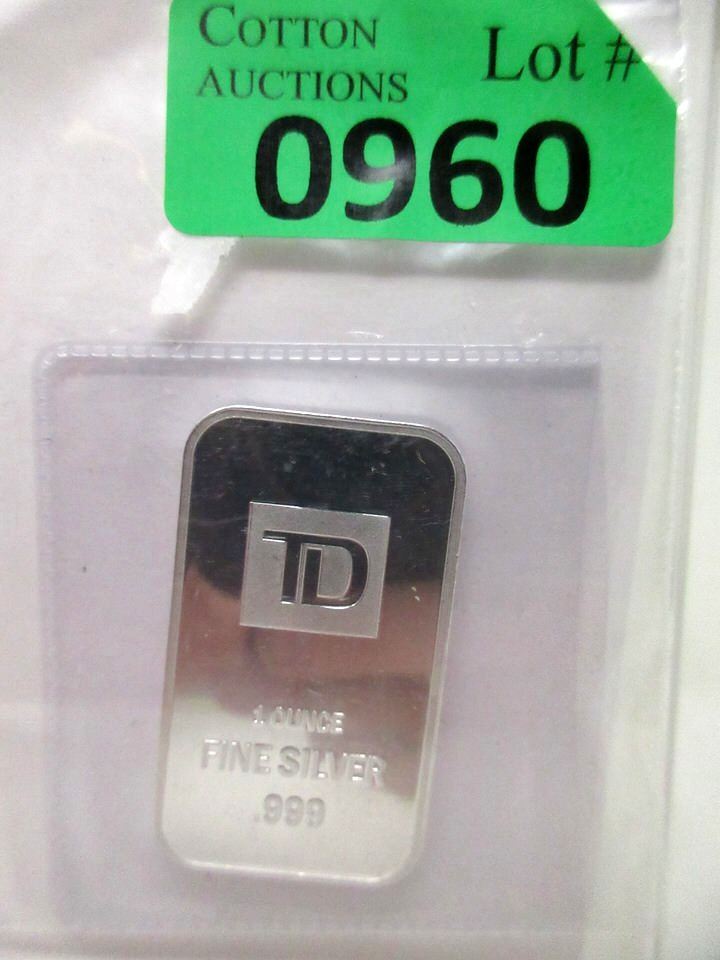 COTTON
AUCTIONS
Lot #
0960
TD
1 OUNCE
FINE SILVER
.999